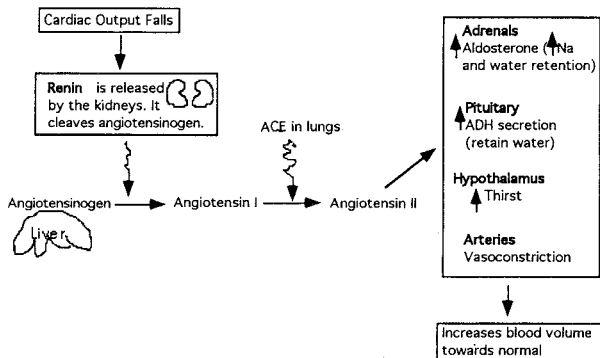 Cardiac Output Falls
Renin is released
by the kidneys. It
cleaves angiotensinogen.
ACE in lungs
Angiotensinogen
Angiotensin I
Angiotensin II
Liver
Adrenals
Aldosterone ( Na
and water retention)
Pituitary
ADH secretion
(retain water)
Hypothalamus
Thirst
Arteries
Vasoconstriction
Increases blood volume
towards normal